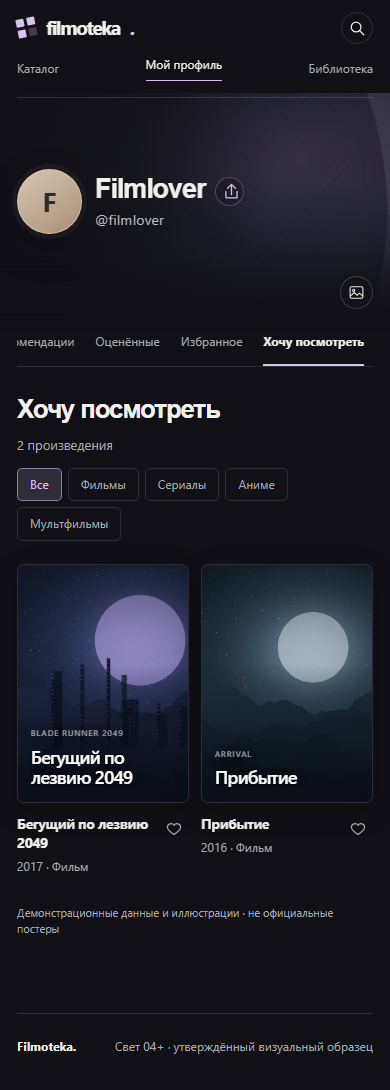 filmoteka .
Каталог Мой профиль Библиотека
F
Filmlover
@filmlover
омендации Оценённые Избранное Хочу посмотреть
Хочу посмотреть
2 произведения
Все Фильмы Сериалы Аниме
Мультфильмы
BLADE RUNNER 2049
Бегущий по
лезвию 2049
ARRIVAL
Прибытие
Бегущий по лезвию
2049
2017 · Фильм
Прибытие
2016 · Фильм
Демонстрационные данные и иллюстрации · не официальные
постеры
Filmoteka. Свет 04+ · утверждённый визуальный образец